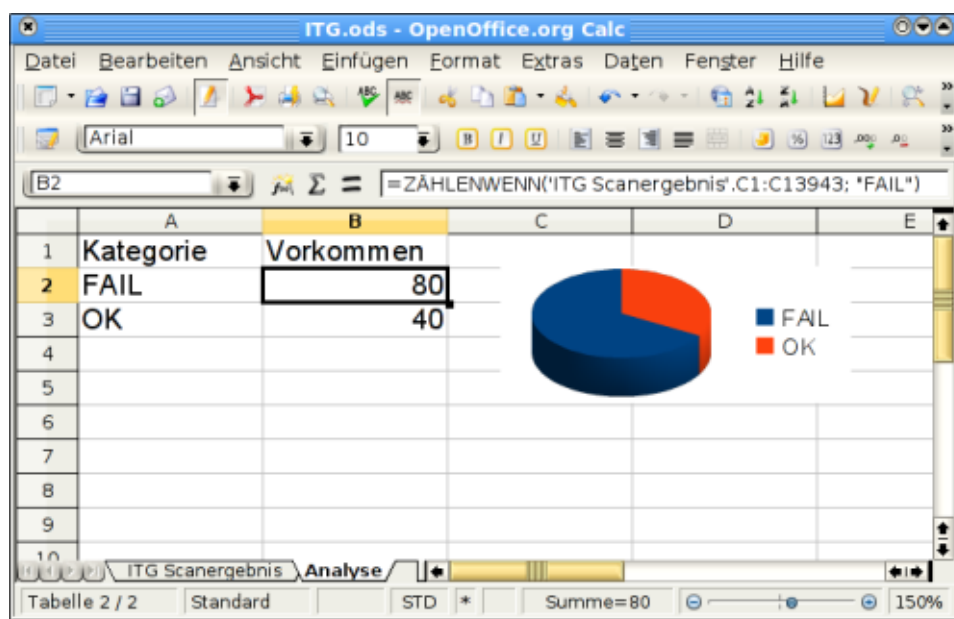 ITG.ods - OpenOffice.org Calc
Datei Bearbeiten Ansicht Einfügen Format Extras Daten Fenster Hilfe
Arial 10
B2 =ZÄHLENWENN('ITG Scanergebnis'.C1:C13943; "FAIL")
A B C D E
1 Kategorie Vorkommen
2 FAIL 80
3 OK 40
FAIL
OK
4
5
6
7
8
9
10
ITG Scanergebnis Analyse
Tabelle 2 / 2 Standard STD * Summe=80 150%